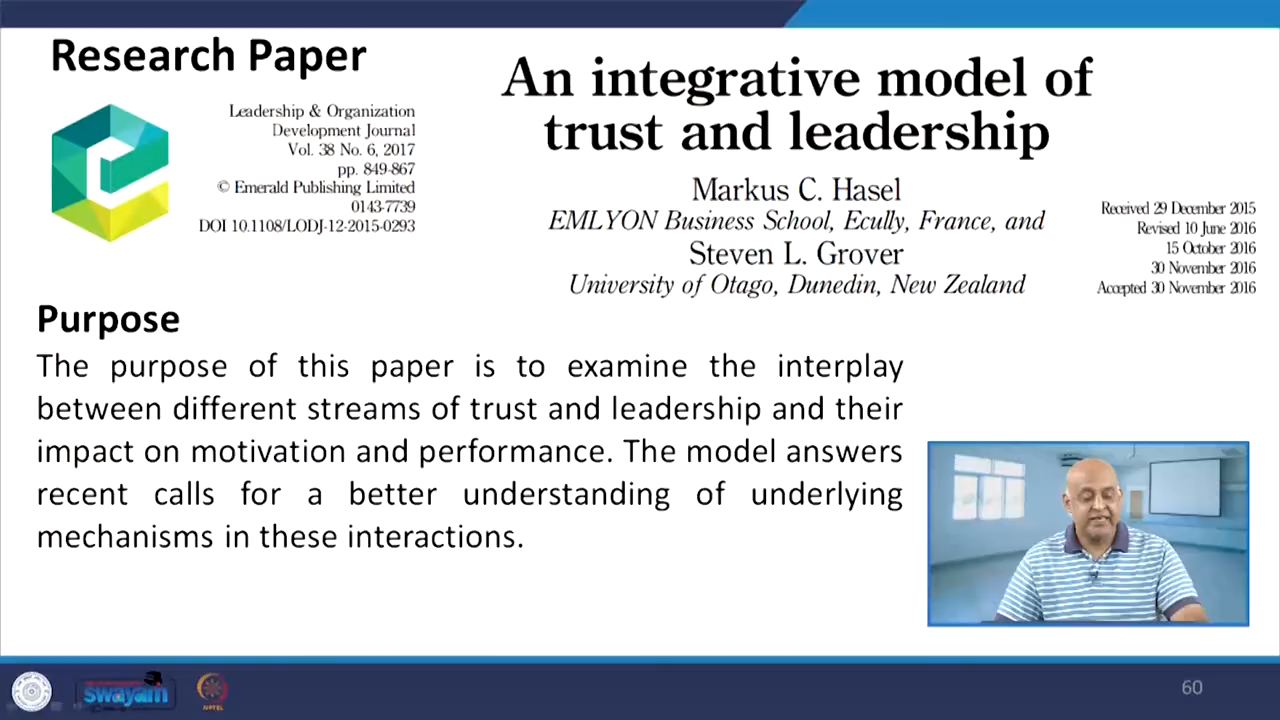 Research Paper
Leadership & Organization
Development Journal
Vol. 38 No. 6, 2017
pp. 849-867
© Emerald Publishing Limited
0143-7739
DOI 10.1108/LODJ-12-2015-0293
An integrative model of
trust and leadership
Markus C. Hasel
EMLYON Business School, Ecully, France, and
Steven L. Grover
University of Otago, Dunedin, New Zealand
Received 29 December 2015
Revised 10 June 2016
15 October 2016
30 November 2016
Accepted 30 November 2016
Purpose
The purpose of this paper is to examine the interplay
between different streams of trust and leadership and their
impact on motivation and performance. The model answers
recent calls for a better understanding of underlying
mechanisms in these interactions.
swayam
NPTEL
60